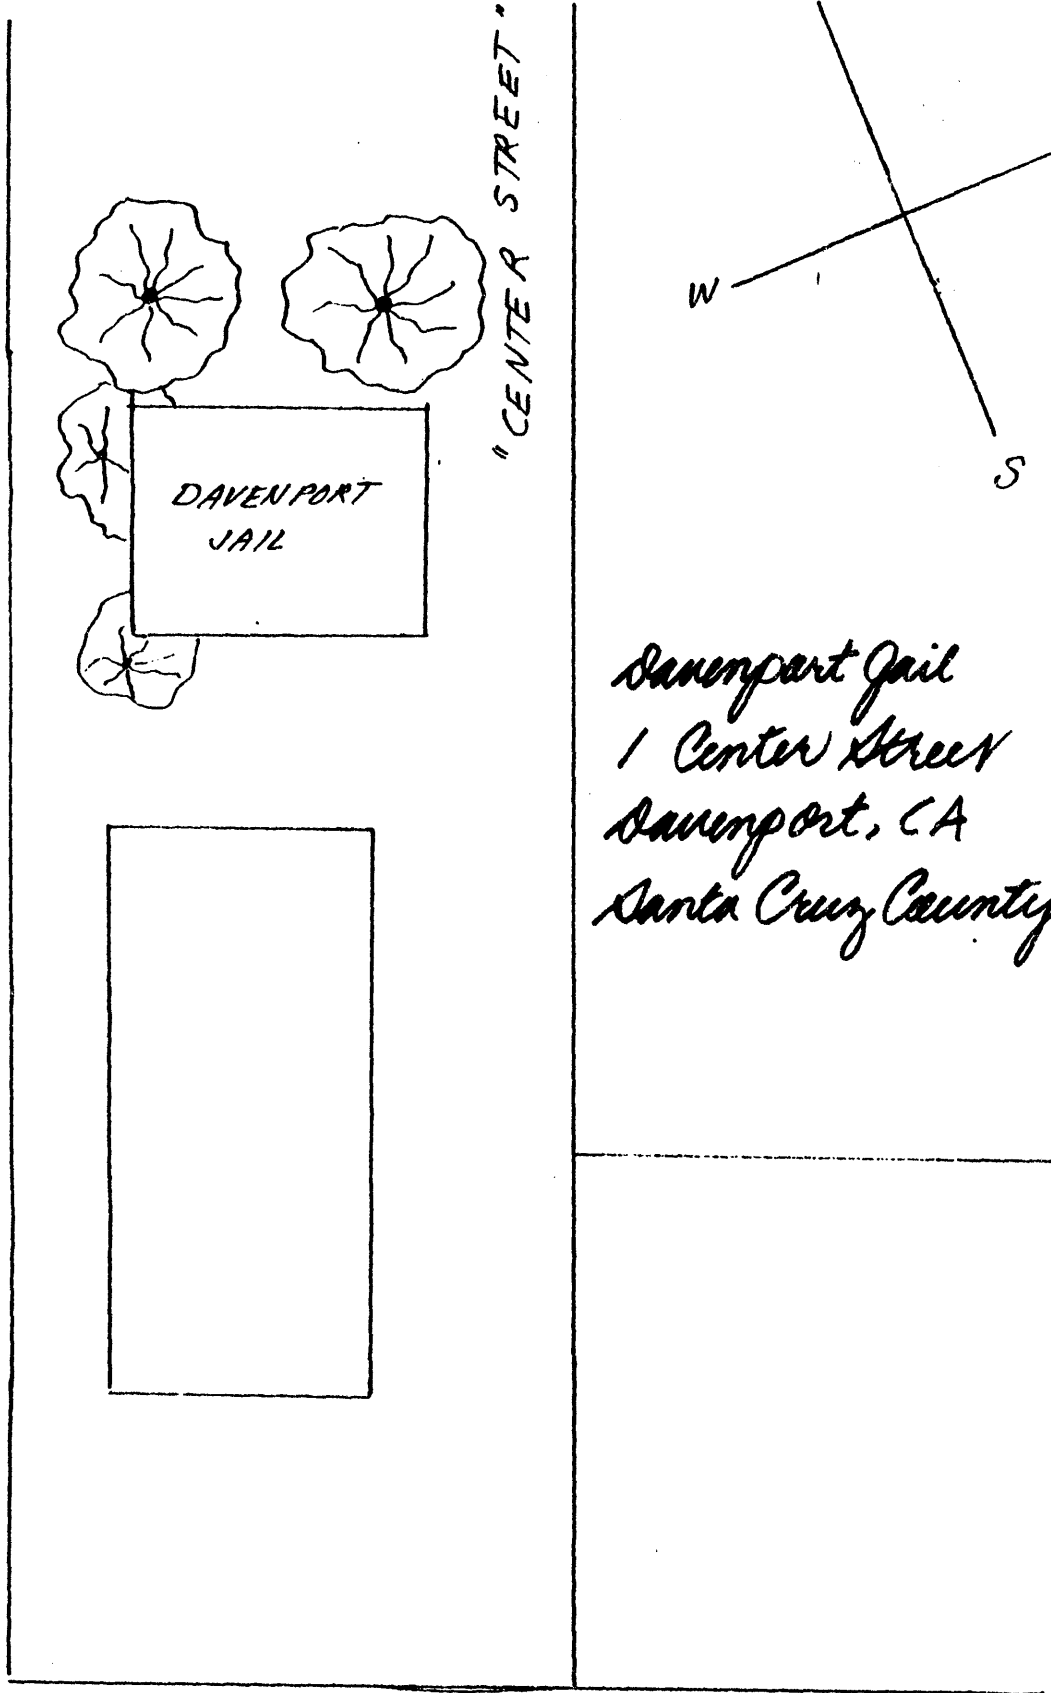 "CENTER STREET"
W
S
DAVENPORT
JAIL
Davenport Jail
1 Center Street
Davenport, CA
Santa Cruz County